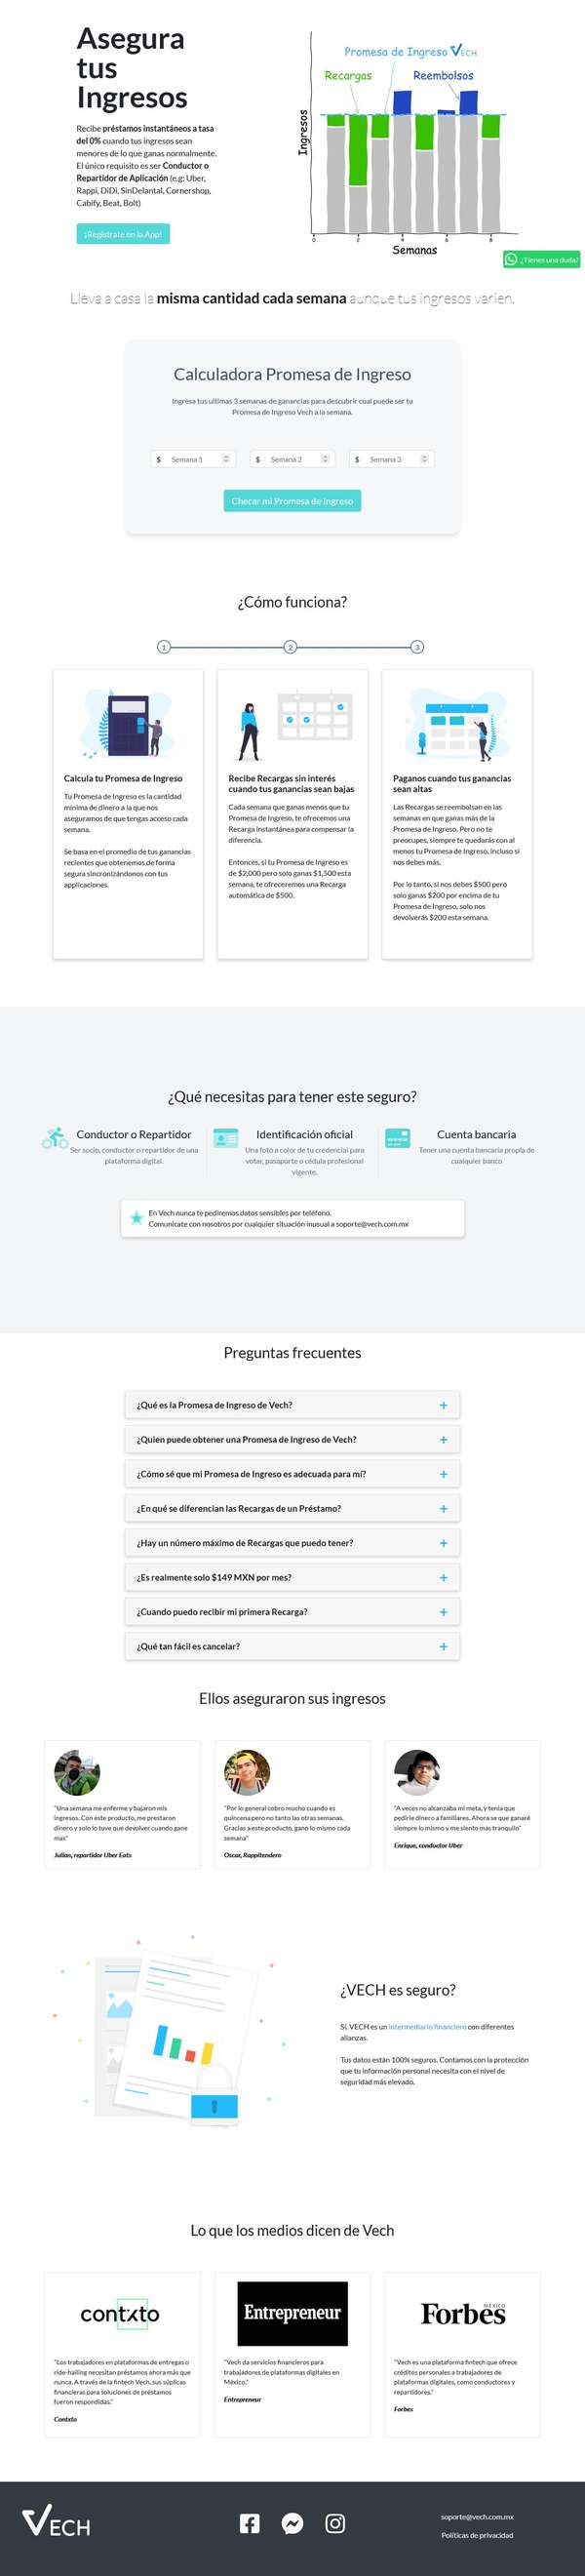 Asegura
tus
Ingresos
Recibe préstamos instantáneos a tasa
del 0% cuando tus ingresos sean
menores de lo que ganas normalmente.
El único requisito es ser Conductor o
Repartidor de Aplicación (e.g: Uber,
Rappi, DiDi, SinDelantal, Cornershop,
Cabify, Beat, Bolt)
¡Regístrate en la App!
Promesa de Ingreso VECH
Recargas
Reembolsos
Ingresos
0 2 4 6 8
Semanas
¿Tienes una duda?
Lleva a casa la misma cantidad cada semana aunque tus ingresos varíen.
Calculadora Promesa de Ingreso
Ingresa tus ultimas 3 semanas de ganancias para descubrir cual puede ser tu
Promesa de Ingreso Vech a la semana.
$ Semana 1
$ Semana 2
$ Semana 3
Checar mi Promesa de ingreso
¿Cómo funciona?
1
2
3
Calcula tu Promesa de Ingreso
Tu Promesa de Ingreso es la cantidad
mínima de dinero a la que nos
aseguramos de que tengas acceso cada
semana.
Se basa en el promedio de tus ganancias
recientes que obtenemos de forma
segura sincronizándonos con tus
applicaciones.
Recibe Recargas sin interés
cuando tus ganancias sean bajas
Cada semana que ganas menos que tu
Promesa de Ingreso, te ofrecemos una
Recarga instantánea para compensar la
diferencia.
Entonces, si tu Promesa de Ingreso es
de $2,000 pero solo ganas $1,500 esta
semana, te ofreceremos una Recarga
automática de $500.
Paganos cuando tus ganancias
sean altas
Las Recargas se reembolsan en las
semanas en que ganas más de la
Promesa de Ingreso. Pero no te
preocupes, siempre te quedarás con al
menos tu Promesa de Ingreso, incluso si
nos debes más.
Por lo tanto, si nos debes $500 pero
solo ganas $200 por encima de tu
Promesa de Ingreso, solo nos
devolverás $200 esta semana.
¿Qué necesitas para tener este seguro?
Conductor o Repartidor
Ser socio, conductor o repartidor de una
plataforma digital.
Identificación oficial
Una foto a color de tu credencial para
votar, pasaporte o cédula profesional
vigente.
Cuenta bancaria
Tener una cuenta bancaria propia de
cualquier banco
En Vech nunca te pediremos datos sensibles por teléfono.
Comunicate con nosotros por cualquier situación inusual a soporte@vech.com.mx
Preguntas frecuentes
¿Qué es la Promesa de Ingreso de Vech? +
¿Quien puede obtener una Promesa de Ingreso de Vech? +
¿Cómo sé que mi Promesa de Ingreso es adecuada para mí? +
¿En qué se diferencian las Recargas de un Préstamo? +
¿Hay un número máximo de Recargas que puedo tener? +
¿Es realmente solo $149 MXN por mes? +
¿Cuando puedo recibir mi primera Recarga? +
¿Qué tan fácil es cancelar? +
Ellos aseguraron sus ingresos
"Una semana me enferme y bajaron mis
ingresos. Con este producto, me prestaron
dinero y solo lo tuve que devolver cuando gane
mas"
Julian, repartidor Uber Eats
"Por lo general cobro mucho cuando es
quincena pero no tanto las otras semanas.
Gracias a este producto, gano lo mismo cada
semana"
Oscar, Rappitendero
"A veces no alcanzaba mi meta, y tenía que
pedirle dinero a familiares. Ahora se que ganaré
siempre lo mismo y me siento mas tranquilo"
Enrique, conductor Uber
¿VECH es seguro?
Sí. VECH es un intermediario financiero con diferentes
alianzas.
Tus datos están 100% seguros. Contamos con la protección
que tu información personal necesita con el nivel de
seguridad más elevado.
Lo que los medios dicen de Vech
contxto
"Los trabajadores en plataformas de entregas o
ride-hailing necesitan préstamos ahora más que
nunca. A través de la fintech Vech, sus súplicas
financieras para soluciones de préstamos
fueron respondidas."
Contxto
Entrepreneur
"Vech da servicios financieros para
trabajadores de plataformas digitales en
México."
Entrepreneur
Forbes
MÉXICO
"Vech es una plataforma fintech que ofrece
créditos personales a trabajadores de
plataformas digitales, como conductores y
repartidores."
Forbes
VECH
soporte@vech.com.mx
Políticas de privacidad